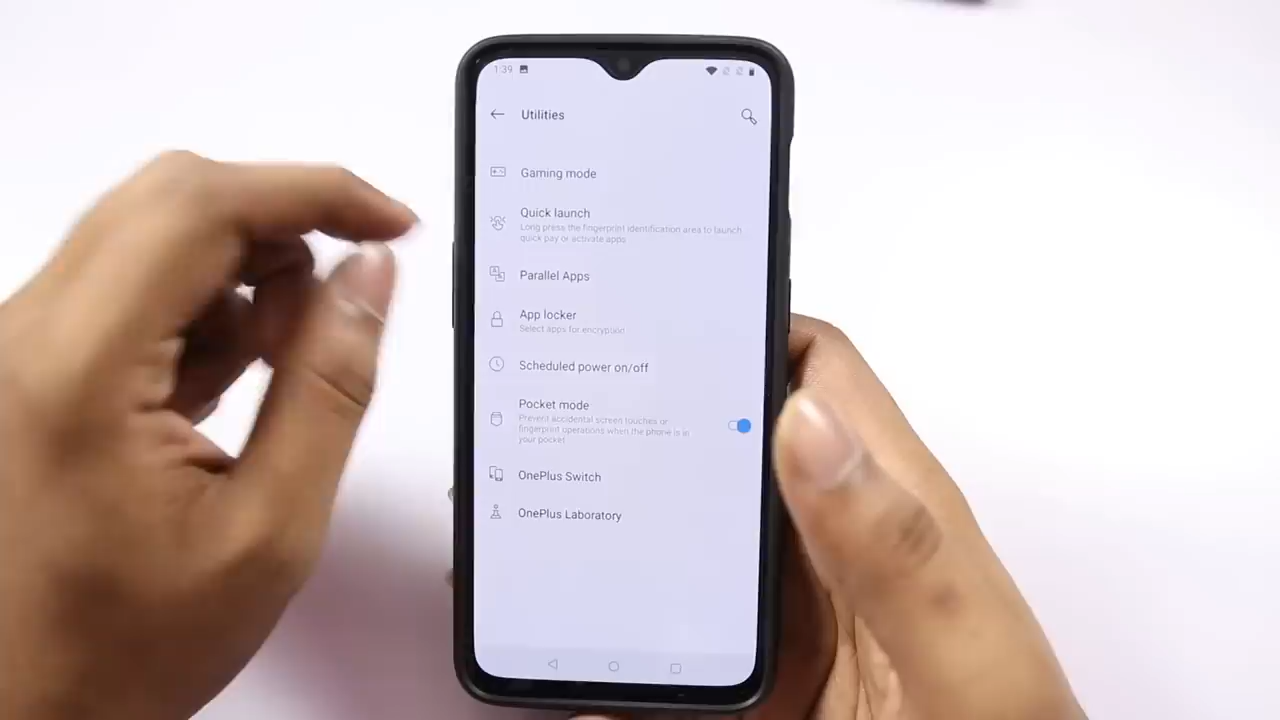 1:39
Utilities
Gaming mode
Quick launch
Long press the fingerprint identification area to launch
quick pay or activate apps
Parallel Apps
App locker
Select apps for encryption
Scheduled power on/off
Pocket mode
Prevent accidental screen touches or
fingerprint operations when the phone is in
your pocket
OnePlus Switch
OnePlus Laboratory